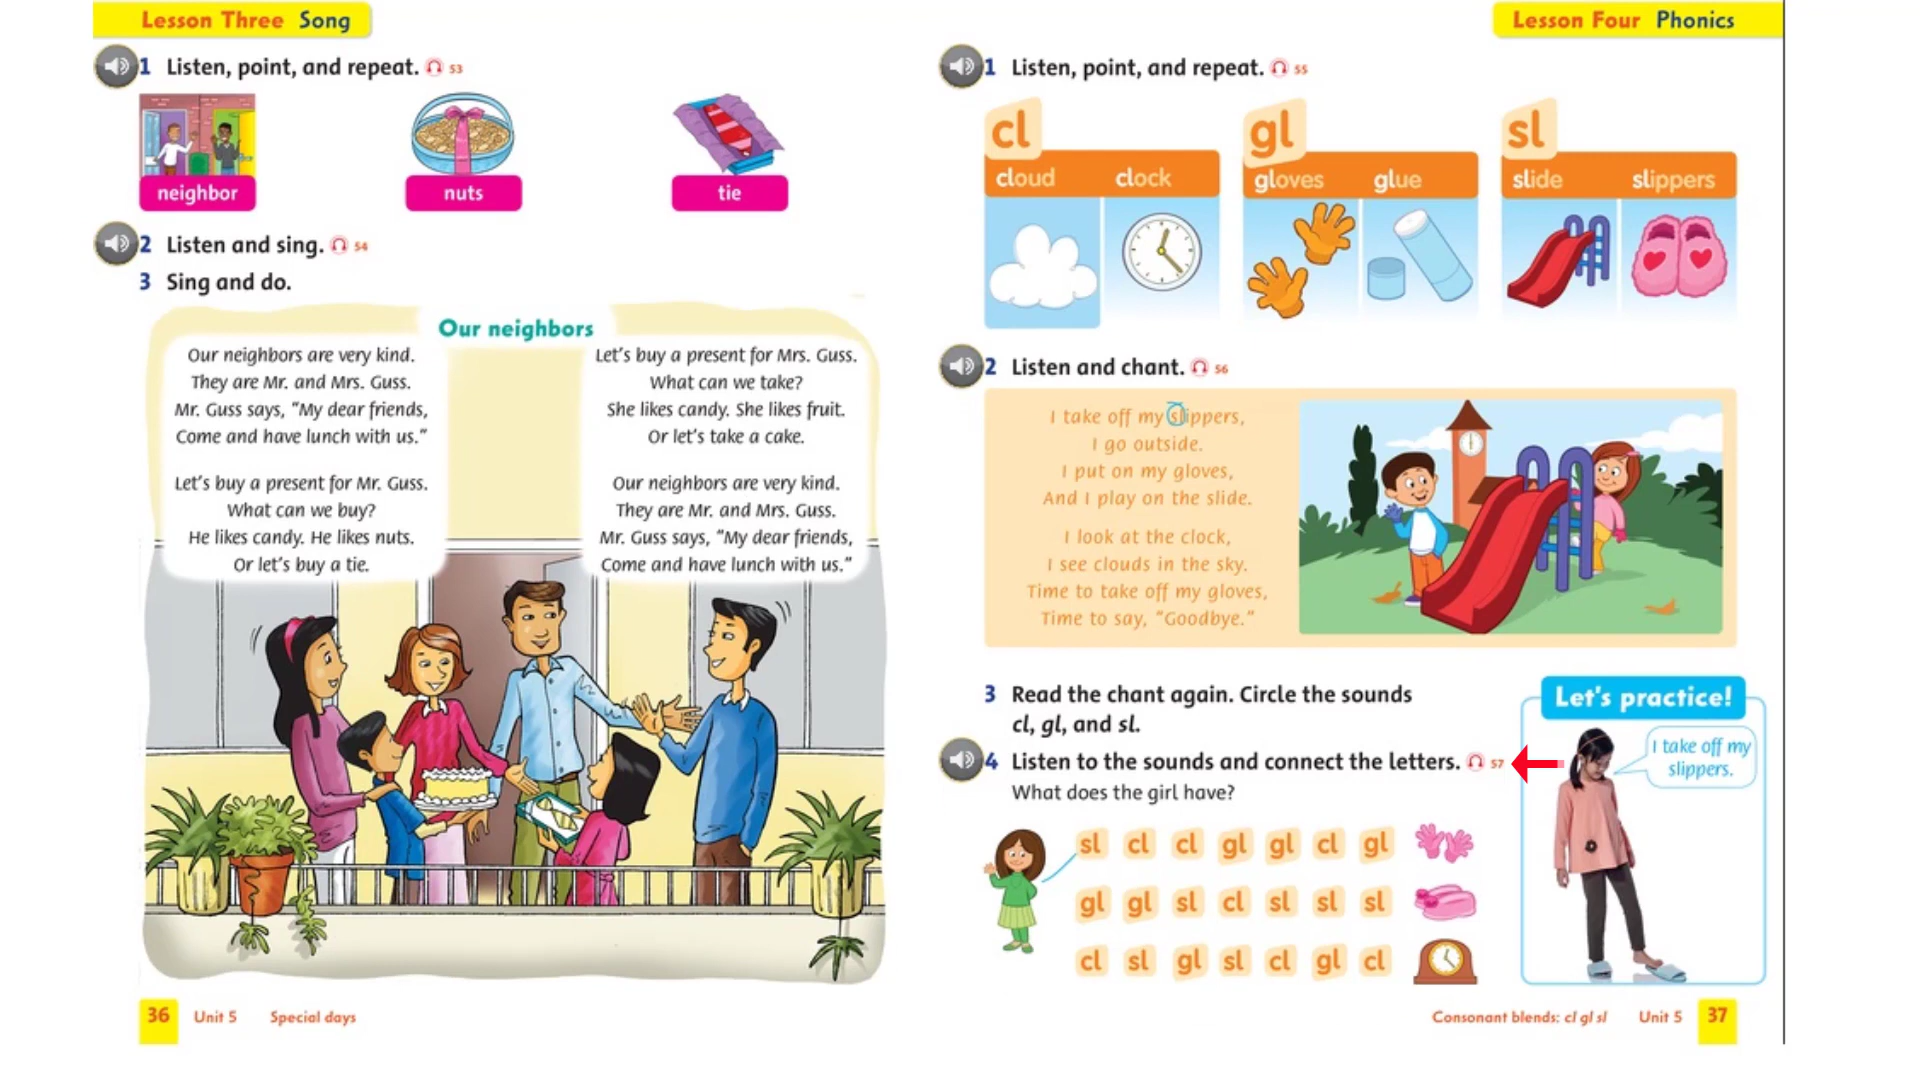 Lesson Three Song
1 Listen, point, and repeat. 53
neighbor
nuts
tie
2 Listen and sing. 54
3 Sing and do.
Our neighbors
Our neighbors are very kind.
They are Mr. and Mrs. Guss.
Mr. Guss says, "My dear friends,
Come and have lunch with us."
Let's buy a present for Mr. Guss.
What can we buy?
He likes candy. He likes nuts.
Or let's buy a tie.
Let's buy a present for Mrs. Guss.
What can we take?
She likes candy. She likes fruit.
Or let's take a cake.
Our neighbors are very kind.
They are Mr. and Mrs. Guss.
Mr. Guss says, "My dear friends,
Come and have lunch with us."
36 Unit 5 Special days
Lesson Four Phonics
1 Listen, point, and repeat. 55
cl
cloud clock
gl
gloves glue
sl
slide slippers
2 Listen and chant. 56
I take off my slippers,
I go outside.
I put on my gloves,
And I play on the slide.
I look at the clock,
I see clouds in the sky.
Time to take off my gloves,
Time to say, "Goodbye."
3 Read the chant again. Circle the sounds
cl, gl, and sl.
4 Listen to the sounds and connect the letters. 57
What does the girl have?
sl cl cl gl gl cl gl
gl gl sl cl sl sl sl
cl sl gl sl cl gl cl
Let's practice!
I take off my
slippers.
Consonant blends: cl gl sl Unit 5 37